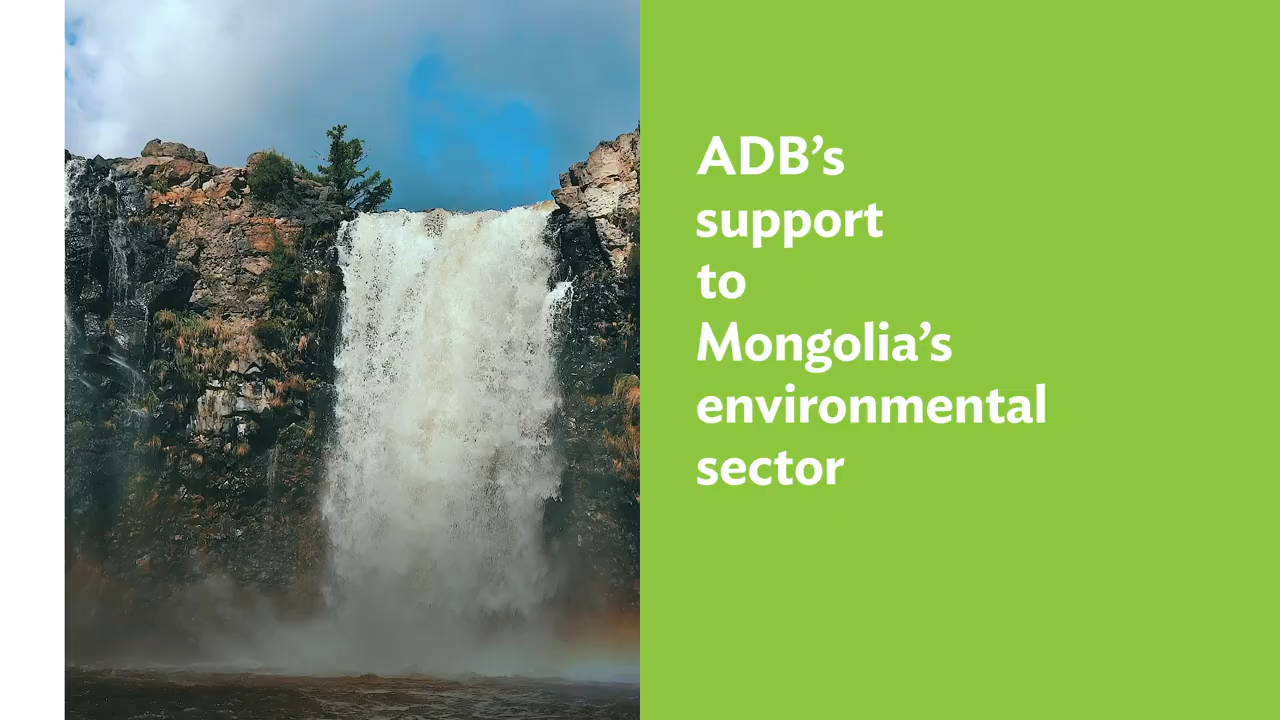 ADB’s
support
to
Mongolia’s
environmental
sector